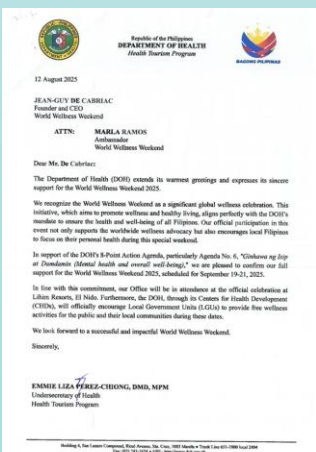 Republic of the Philippines
DEPARTMENT OF HEALTH
Health Tourism Program
BAGONG PILIPINAS
12 August 2025
JEAN-GUY DE CABRIAC
Founder and CEO
World Wellness Weekend
ATTN: MARLA RAMOS
Ambassador
World Wellness Weekend
Dear Mr. De Cabriac:
The Department of Health (DOH) extends its warmest greetings and expresses its sincere
support for the World Wellness Weekend 2025.
We recognize the World Wellness Weekend as a significant global wellness celebration. This
initiative, which aims to promote wellness and healthy living, aligns perfectly with the DOH's
mandate to ensure the health and well-being of all Filipinos. Our official participation in this
event not only supports the worldwide wellness advocacy but also encourages local Filipinos
to focus on their personal health during this special weekend.
In support of the DOH's 8-Point Action Agenda, particularly Agenda No. 6, "Ginhawa ng Isip
at Damdamin (Mental health and overall well-being)," we are pleased to confirm our full
support for the World Wellness Weekend 2025, scheduled for September 19-21, 2025.
In line with this commitment, our Office will be in attendance at the official celebration at
Lihim Resorts, El Nido. Furthermore, the DOH, through its Centers for Health Development
(CHDs), will officially encourage Local Government Units (LGUs) to provide free wellness
activities for the public and their local communities during these dates.
We look forward to a successful and impactful World Wellness Weekend.
Sincerely,
EMMIE LIZA PEREZ-CHIONG, DMD, MPM
Undersecretary of Health
Health Tourism Program